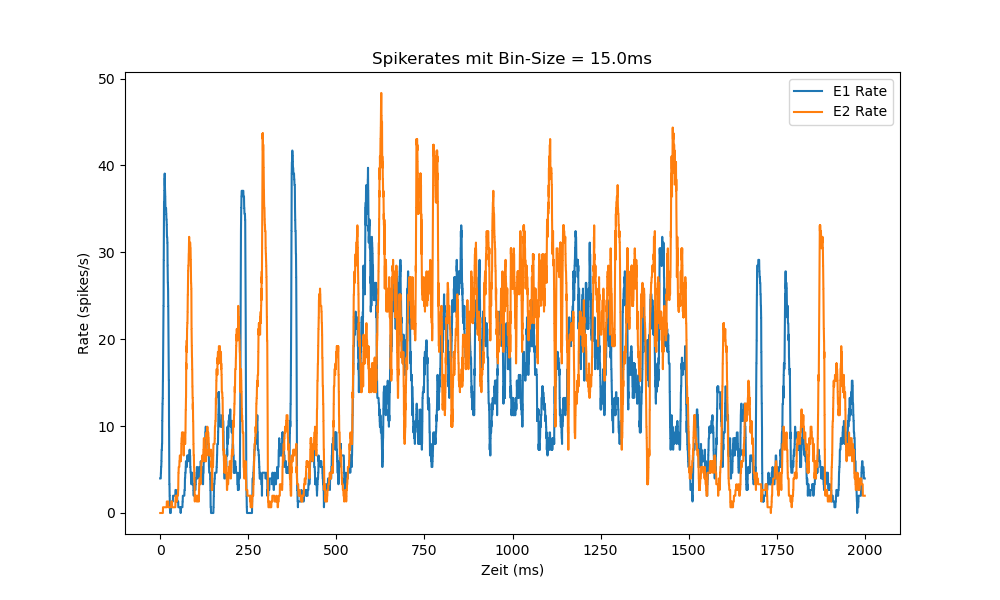 Spikerates mit Bin-Size = 15.0ms
E1 Rate
E2 Rate
50
40
30
20
10
0
Rate (spikes/s)
0 250 500 750 1000 1250 1500 1750 2000
Zeit (ms)